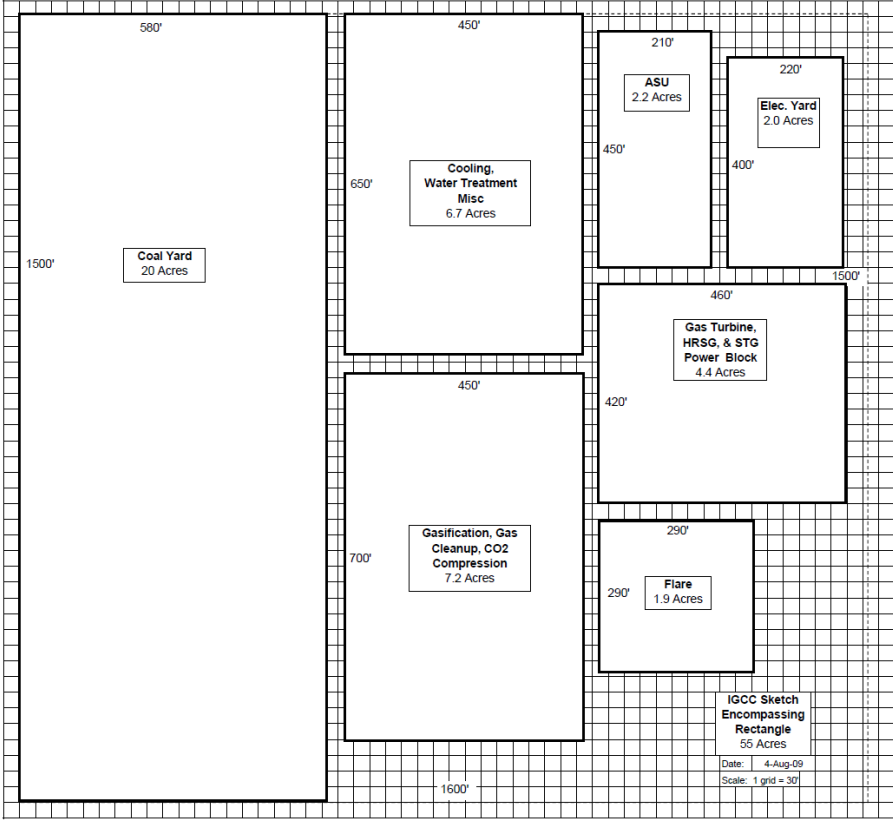 580'
1500'
Coal Yard
20 Acres
450'
650'
Cooling,
Water Treatment
Misc
6.7 Acres
210'
ASU
2.2 Acres
450'
220'
Elec. Yard
2.0 Acres
400'
1500'
460'
Gas Turbine,
HRSG, & STG
Power Block
4.4 Acres
420'
450'
700'
Gasification, Gas
Cleanup, CO2
Compression
7.2 Acres
290'
290'
Flare
1.9 Acres
IGCC Sketch
Encompassing
Rectangle
55 Acres
Date: 4-Aug-09
Scale: 1 grid = 30'
1600'